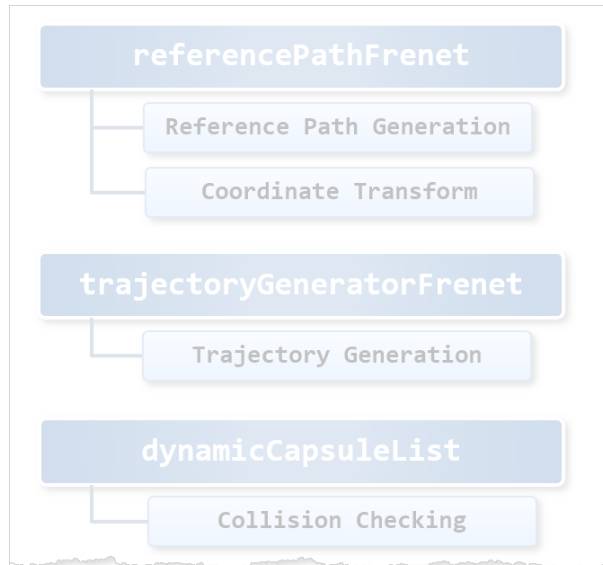 referencePathFrenet
Reference Path Generation
Coordinate Transform
trajectoryGeneratorFrenet
Trajectory Generation
dynamicCapsuleList
Collision Checking